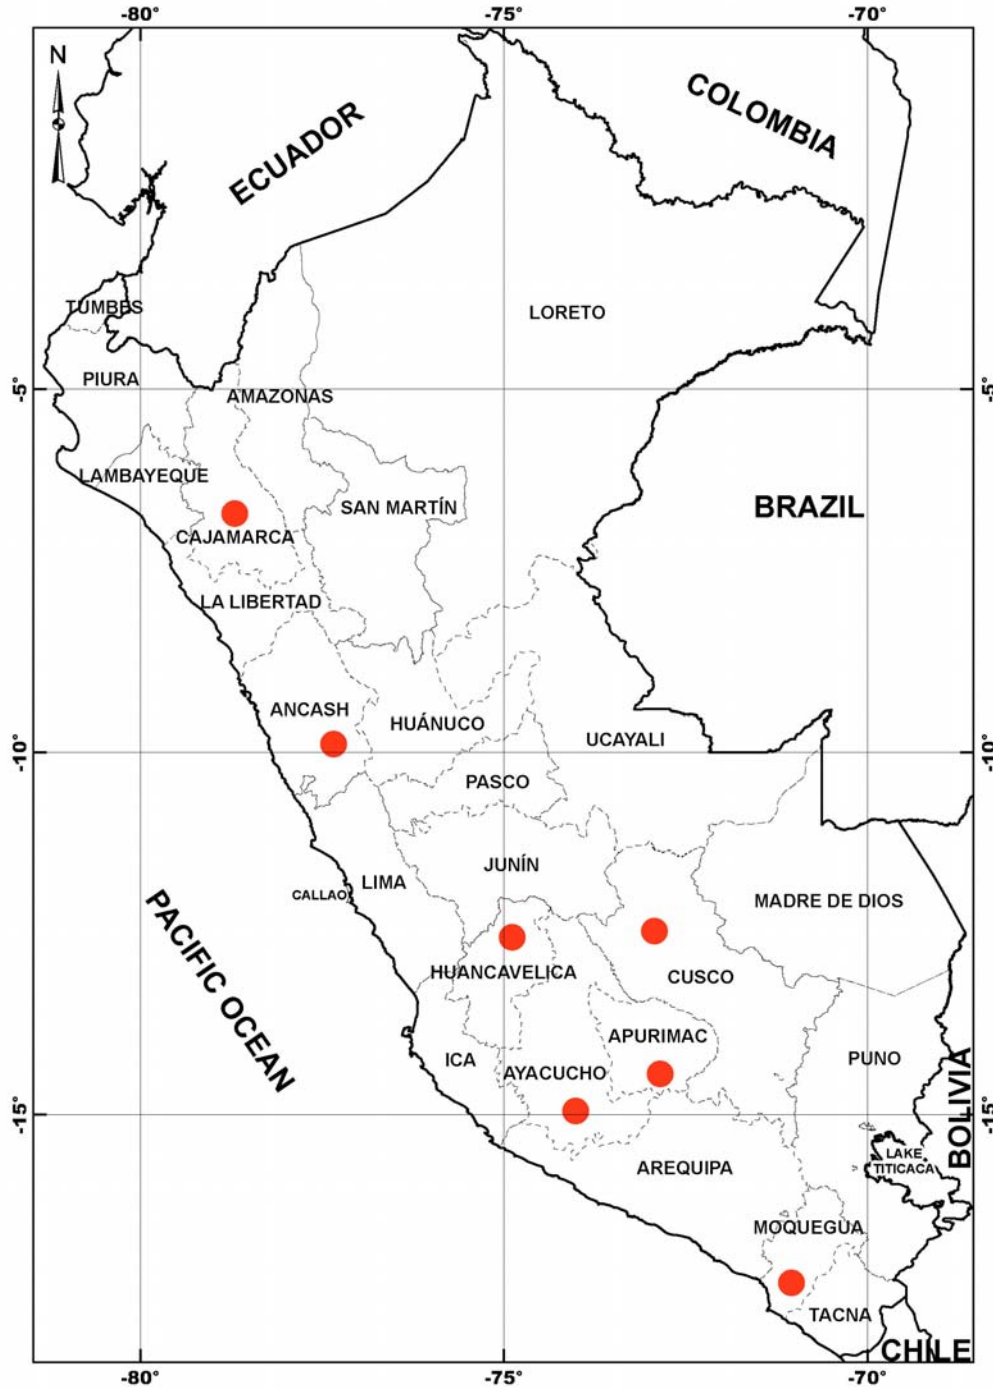 -80°
-75°
-70°
N
COLOMBIA
ECUADOR
TUMBES
LORETO
PIURA
-5°
AMAZONAS
-5°
LAMBAYEQUE
SAN MARTÍN
BRAZIL
CAJAMARCA
LA LIBERTAD
ANCASH
HUÁNUCO
UCAYALI
-10°
-10°
PASCO
JUNÍN
LIMA
CALLAO
MADRE DE DIOS
PACIFIC OCEAN
HUANCAVELICA
CUSCO
APURIMAC
ICA
AYACUCHO
PUNO
-15°
-15°
BOLIVIA
LAKE
TITICACA
AREQUIPA
MOQUEGUA
TACNA
CHILE
-80°
-75°
-70°